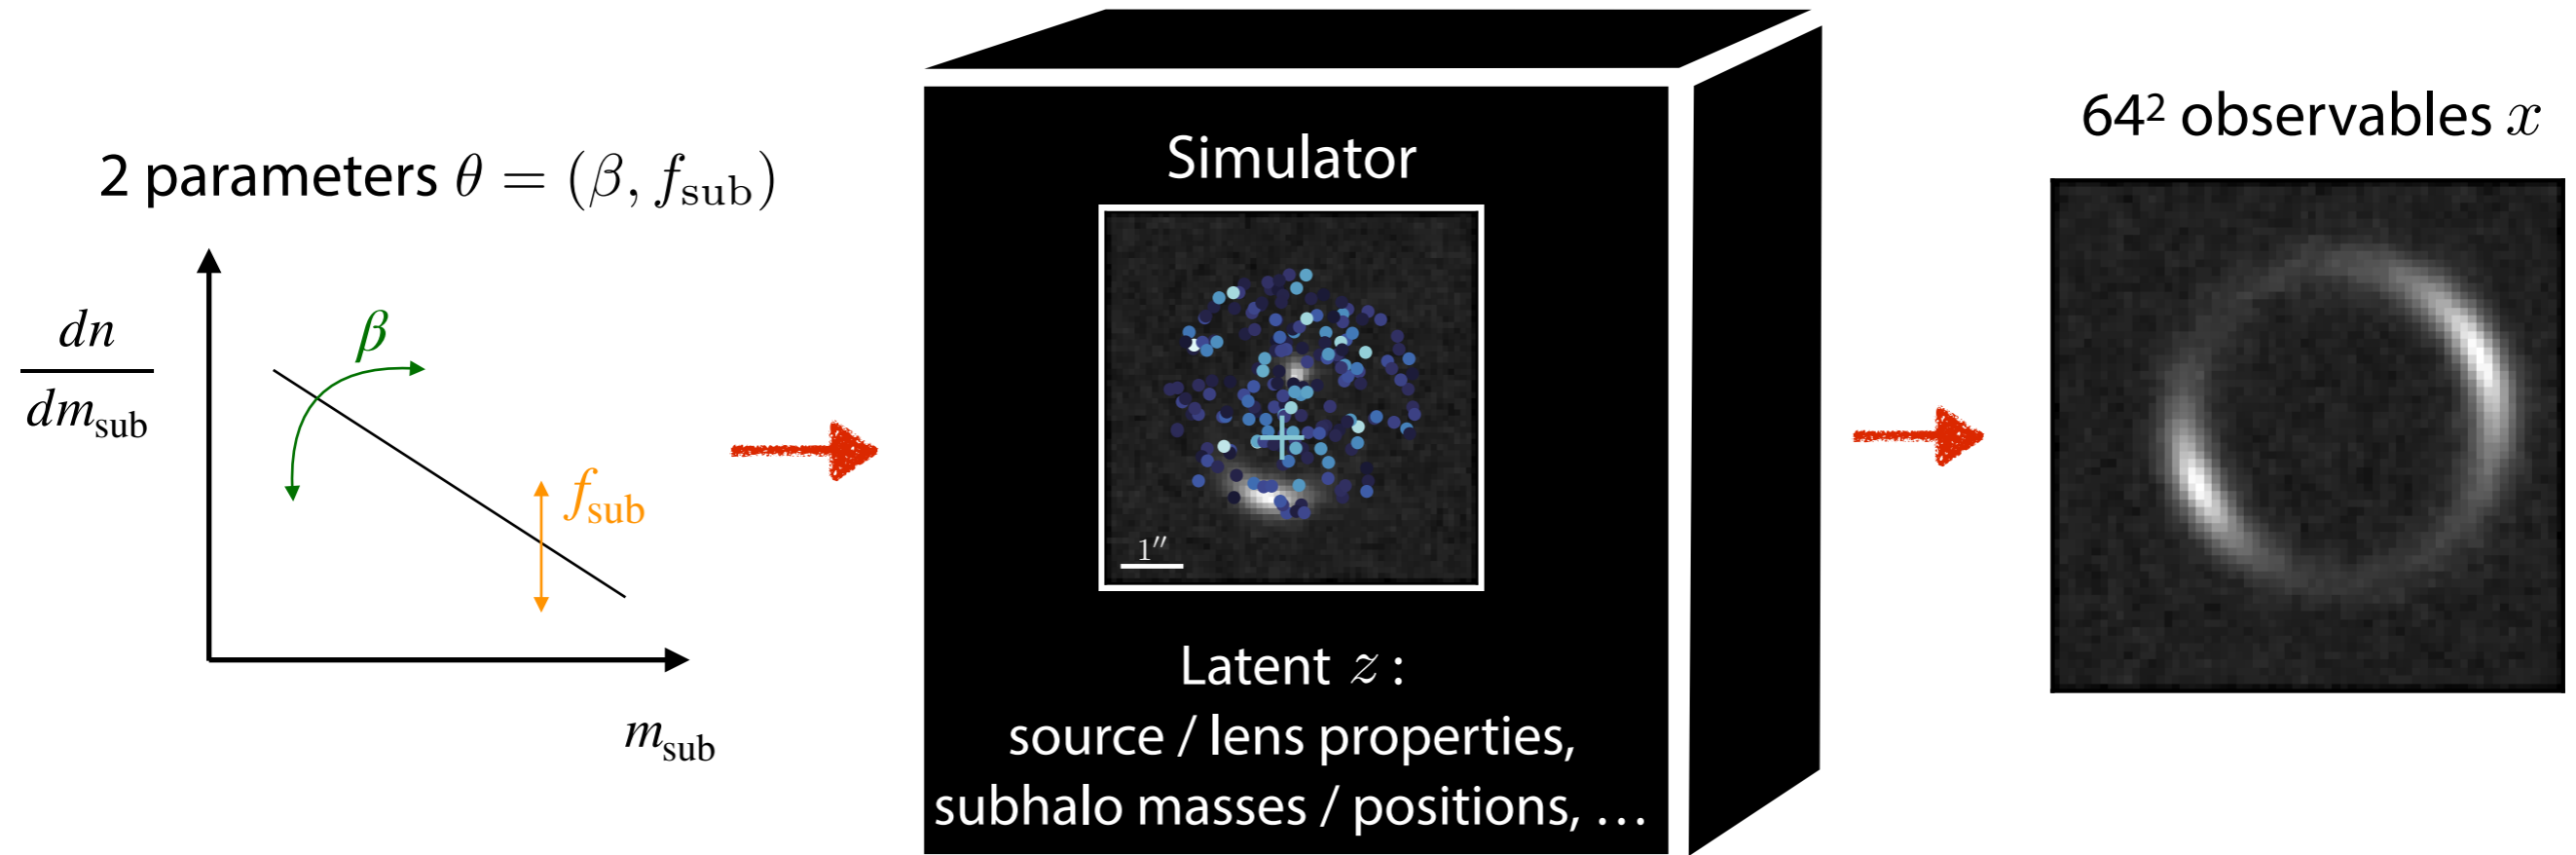 2 parameters θ = (β, f_sub)
dn
dm_sub
β
f_sub
m_sub
Simulator
1″
Latent z :
source / lens properties,
subhalo masses / positions, …
64² observables x